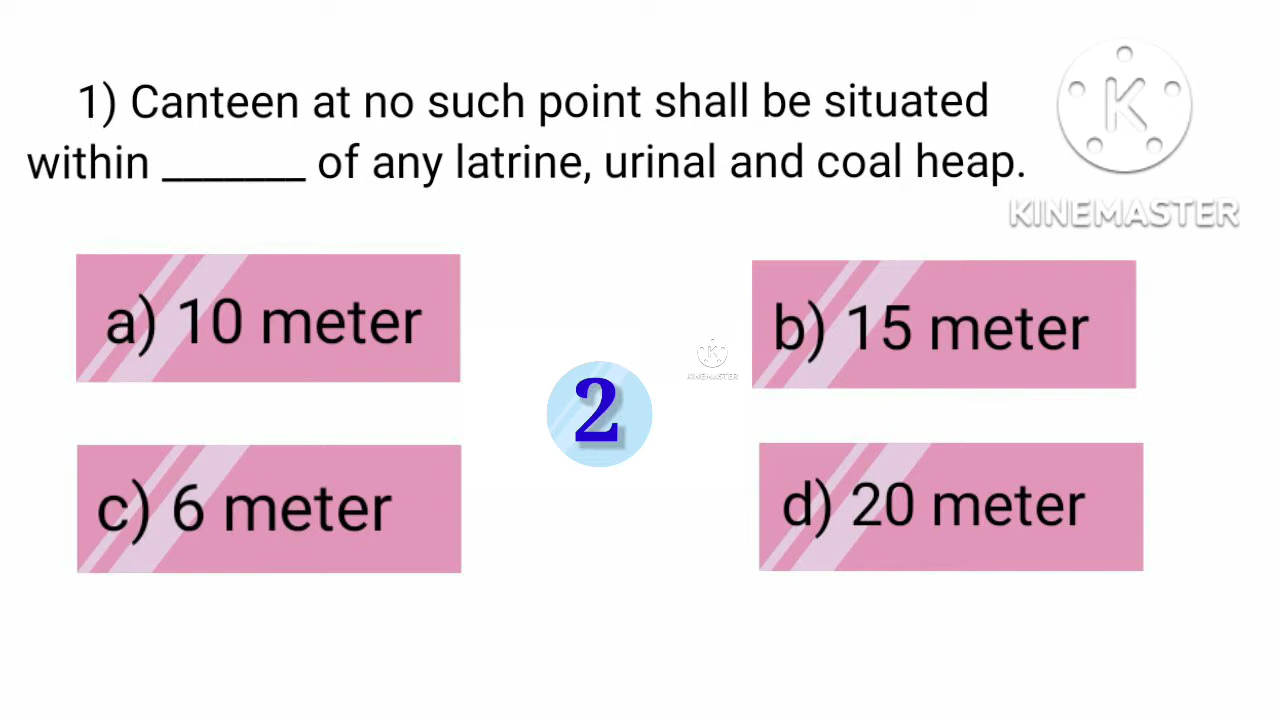 1) Canteen at no such point shall be situated
within _______ of any latrine, urinal and coal heap.
K
KINEMASTER
a) 10 meter
b) 15 meter
2
K
KINEMASTER
c) 6 meter
d) 20 meter